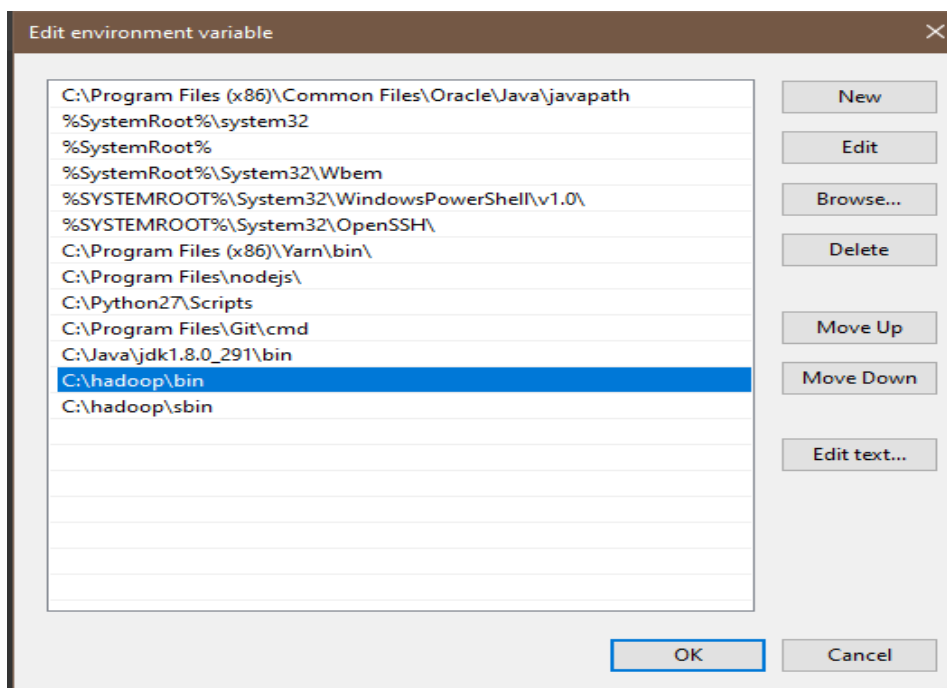 Edit environment variable
C:\Program Files (x86)\Common Files\Oracle\Java\javapath
%SystemRoot%\system32
%SystemRoot%
%SystemRoot%\System32\Wbem
%SYSTEMROOT%\System32\WindowsPowerShell\v1.0\
%SYSTEMROOT%\System32\OpenSSH\
C:\Program Files (x86)\Yarn\bin\
C:\Program Files\nodejs\
C:\Python27\Scripts
C:\Program Files\Git\cmd
C:\Java\jdk1.8.0_291\bin
C:\hadoop\bin
C:\hadoop\sbin
New
Edit
Browse...
Delete
Move Up
Move Down
Edit text...
OK
Cancel